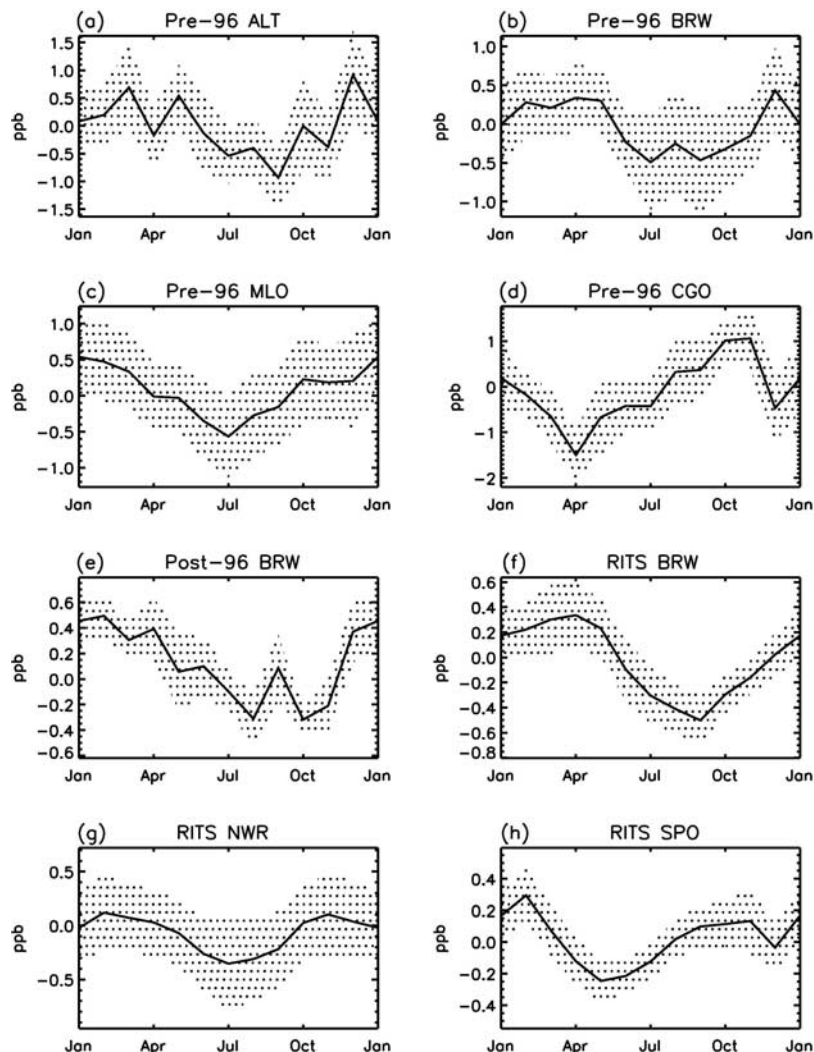 (a) Pre-96 ALT
1.5
1.0
0.5
0.0
-0.5
-1.0
-1.5
ppb
Jan Apr Jul Oct Jan
(b) Pre-96 BRW
1.0
0.5
0.0
-0.5
-1.0
ppb
Jan Apr Jul Oct Jan
(c) Pre-96 MLO
1.0
0.5
0.0
-0.5
-1.0
ppb
Jan Apr Jul Oct Jan
(d) Pre-96 CGO
1
0
-1
-2
ppb
Jan Apr Jul Oct Jan
(e) Post-96 BRW
0.6
0.4
0.2
0.0
-0.2
-0.4
-0.6
ppb
Jan Apr Jul Oct Jan
(f) RITS BRW
0.6
0.4
0.2
0.0
-0.2
-0.4
-0.6
-0.8
ppb
Jan Apr Jul Oct Jan
(g) RITS NWR
0.5
0.0
-0.5
ppb
Jan Apr Jul Oct Jan
(h) RITS SPO
0.4
0.2
0.0
-0.2
-0.4
ppb
Jan Apr Jul Oct Jan